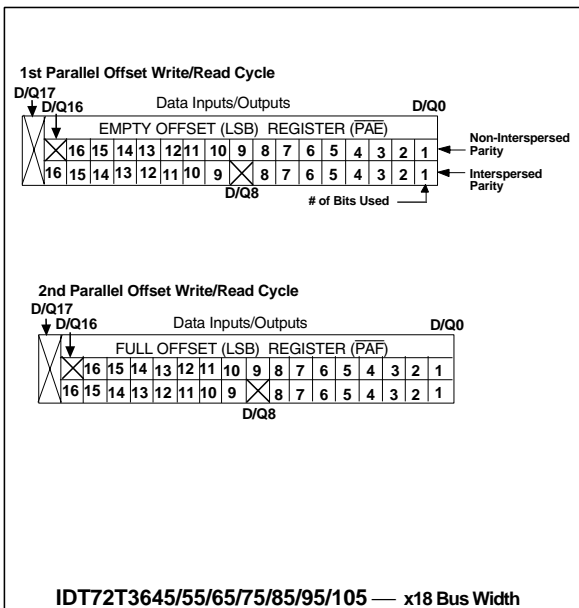 1st Parallel Offset Write/Read Cycle
D/Q17
D/Q16 Data Inputs/Outputs D/Q0
EMPTY OFFSET (LSB) REGISTER (PAE)
16 15 14 13 12 11 10 9 8 7 6 5 4 3 2 1 Non-Interspersed Parity
16 15 14 13 12 11 10 9 8 7 6 5 4 3 2 1 Interspersed Parity
D/Q8
# of Bits Used
2nd Parallel Offset Write/Read Cycle
D/Q17
D/Q16 Data Inputs/Outputs D/Q0
FULL OFFSET (LSB) REGISTER (PAF)
16 15 14 13 12 11 10 9 8 7 6 5 4 3 2 1
16 15 14 13 12 11 10 9 8 7 6 5 4 3 2 1
D/Q8
IDT72T3645/55/65/75/85/95/105 — x18 Bus Width